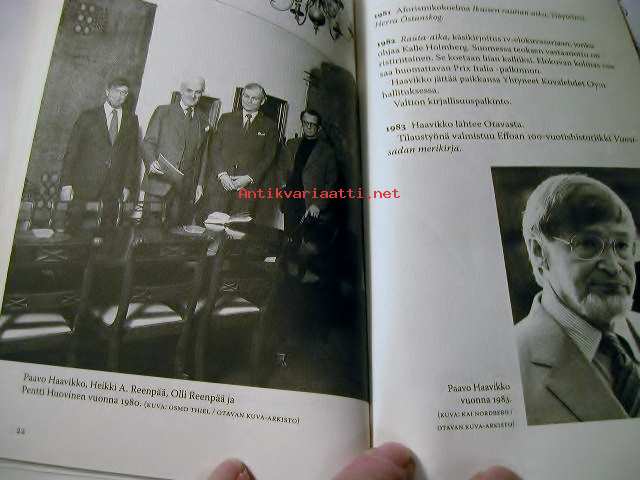 Paavo Haavikko, Heikki A. Reenpää, Olli Reenpää ja
Pentti Huovinen vuonna 1980. (KUVA: OSMO THIEL / OTAVAN KUVA-ARKISTO)
22
1981 Aforismikokoelma Ikuisen rauhan aika,
Herra Östanskog.
1982 Rauta-aika, käsikirjoitus tv-elokuvasarjaan, jonka
ohjaa Kalle Holmberg. Suomessa teoksen vastaanotto on
ristiriitainen. Se koetaan liian kalliiksi. Elokuvan kolmas osa
saa huomattavan Prix Italia -palkinnon.
Haavikko jättää paikkansa Yhtyneet Kuvalehdet Oy:n
hallituksessa.
Valtion kirjallisuuspalkinto.
1983 Haavikko lähtee Otavasta.
Tilaustyönä valmistuu Effoan 100-vuotishistoriikki Vuosi-
sadan merikirja.
Antikvariaatti.net
Paavo Haavikko
vuonna 1983.
(KUVA: KAI NORDBERG /
OTAVAN KUVA-ARKISTO)